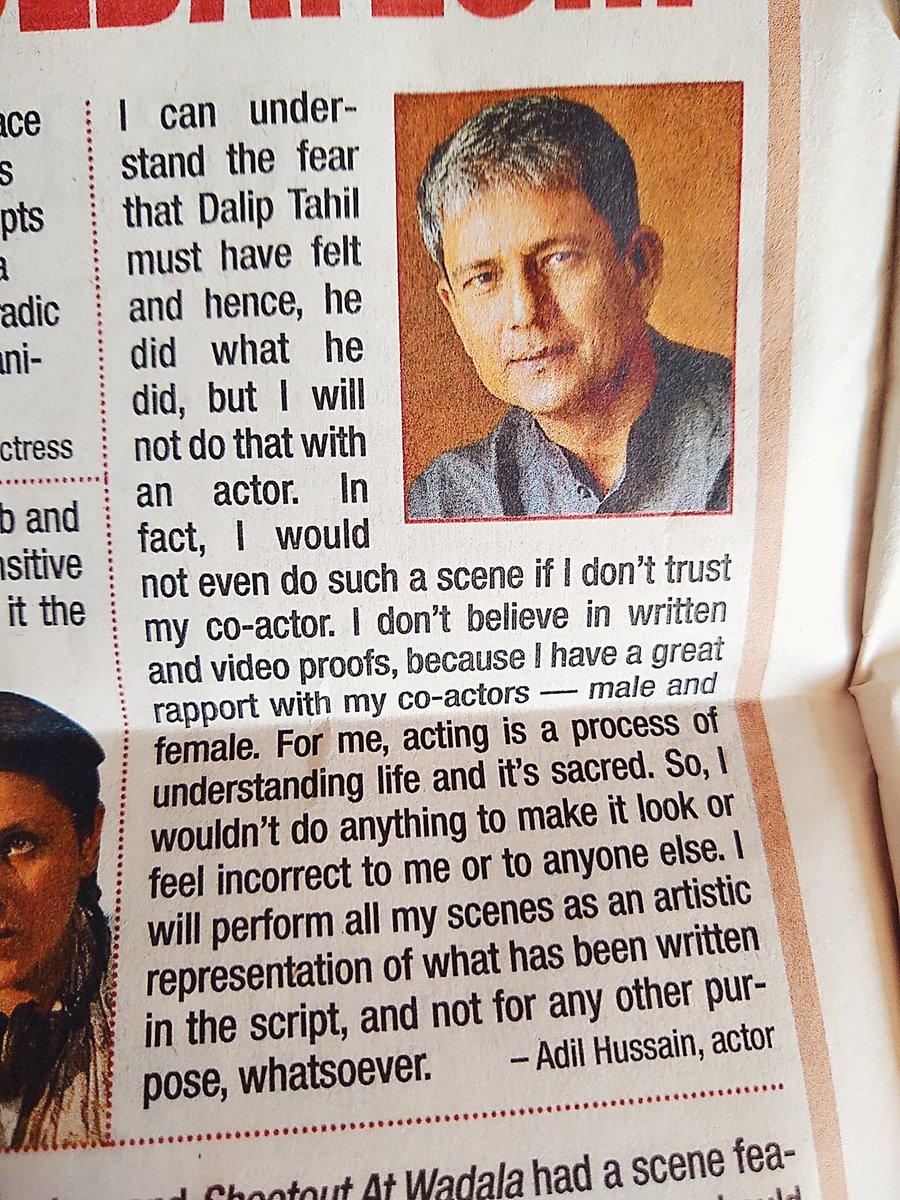 ace
s
pts
a
adic
ani-
ctress
b and
nsitive
it the
I can under-
stand the fear
that Dalip Tahil
must have felt
and hence, he
did what he
did, but I will
not do that with
an actor. In
fact, I would
not even do such a scene if I don't trust
my co-actor. I don't believe in written
and video proofs, because I have a great
rapport with my co-actors — male and
female. For me, acting is a process of
understanding life and it's sacred. So, I
wouldn't do anything to make it look or
feel incorrect to me or to anyone else. I
will perform all my scenes as an artistic
representation of what has been written
in the script, and not for any other pur-
pose, whatsoever.
– Adil Hussain, actor
Shootout At Wadala had a scene fea-